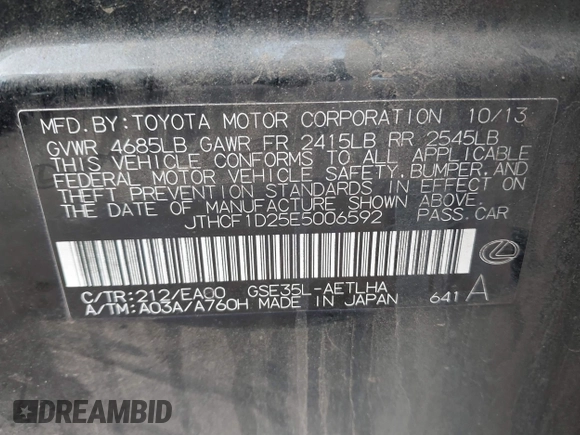 MFD.BY:TOYOTA MOTOR CORPORATION 10/13
GVWR 4685LB GAWR FR 2415LB RR 2545LB
THIS VEHICLE CONFORMS TO ALL APPLICABLE
FEDERAL MOTOR VEHICLE SAFETY,BUMPER,AND
THEFT PREVENTION STANDARDS IN EFFECT ON
THE DATE OF MANUFACTURE SHOWN ABOVE.
JTHCF1D25E5006592 PASS.CAR
C/TR:212/EA00 GSE35L-AETLHA
A/TM:A03A/A760H MADE IN JAPAN 641 A
DREAMBID